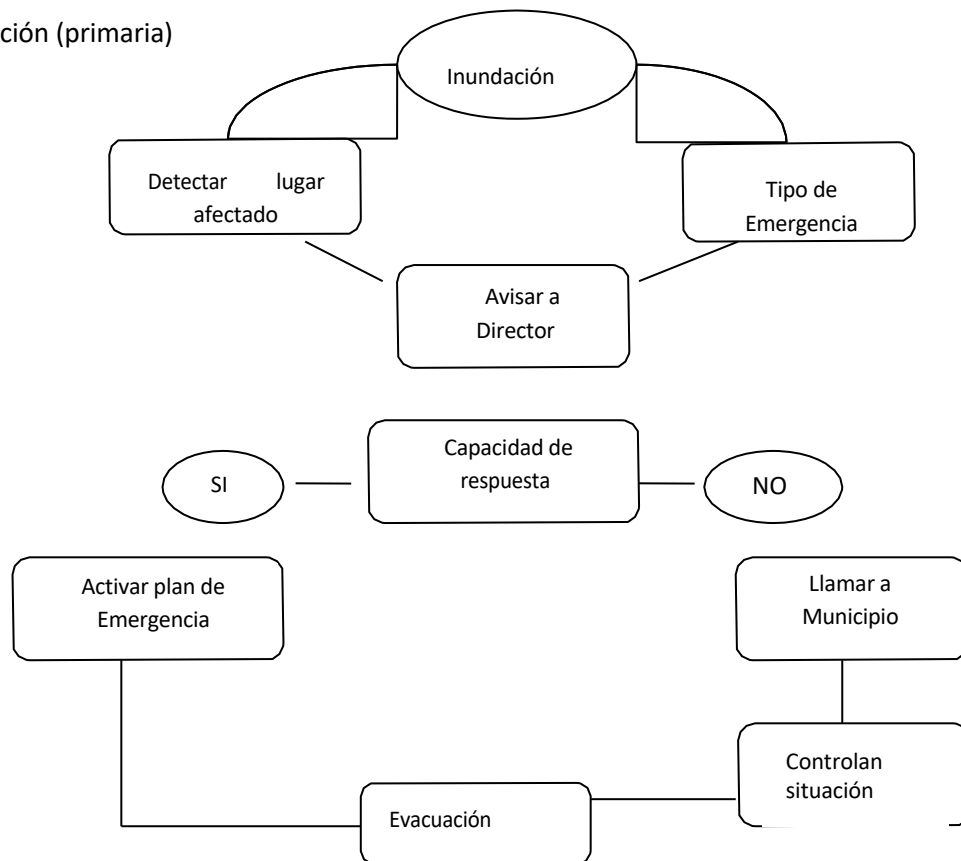 ción (primaria)
Inundación
Detectar lugar
afectado
Tipo de
Emergencia
Avisar a
Director
Capacidad de
respuesta
SI
NO
Activar plan de
Emergencia
Llamar a
Municipio
Controlan
situación
Evacuación